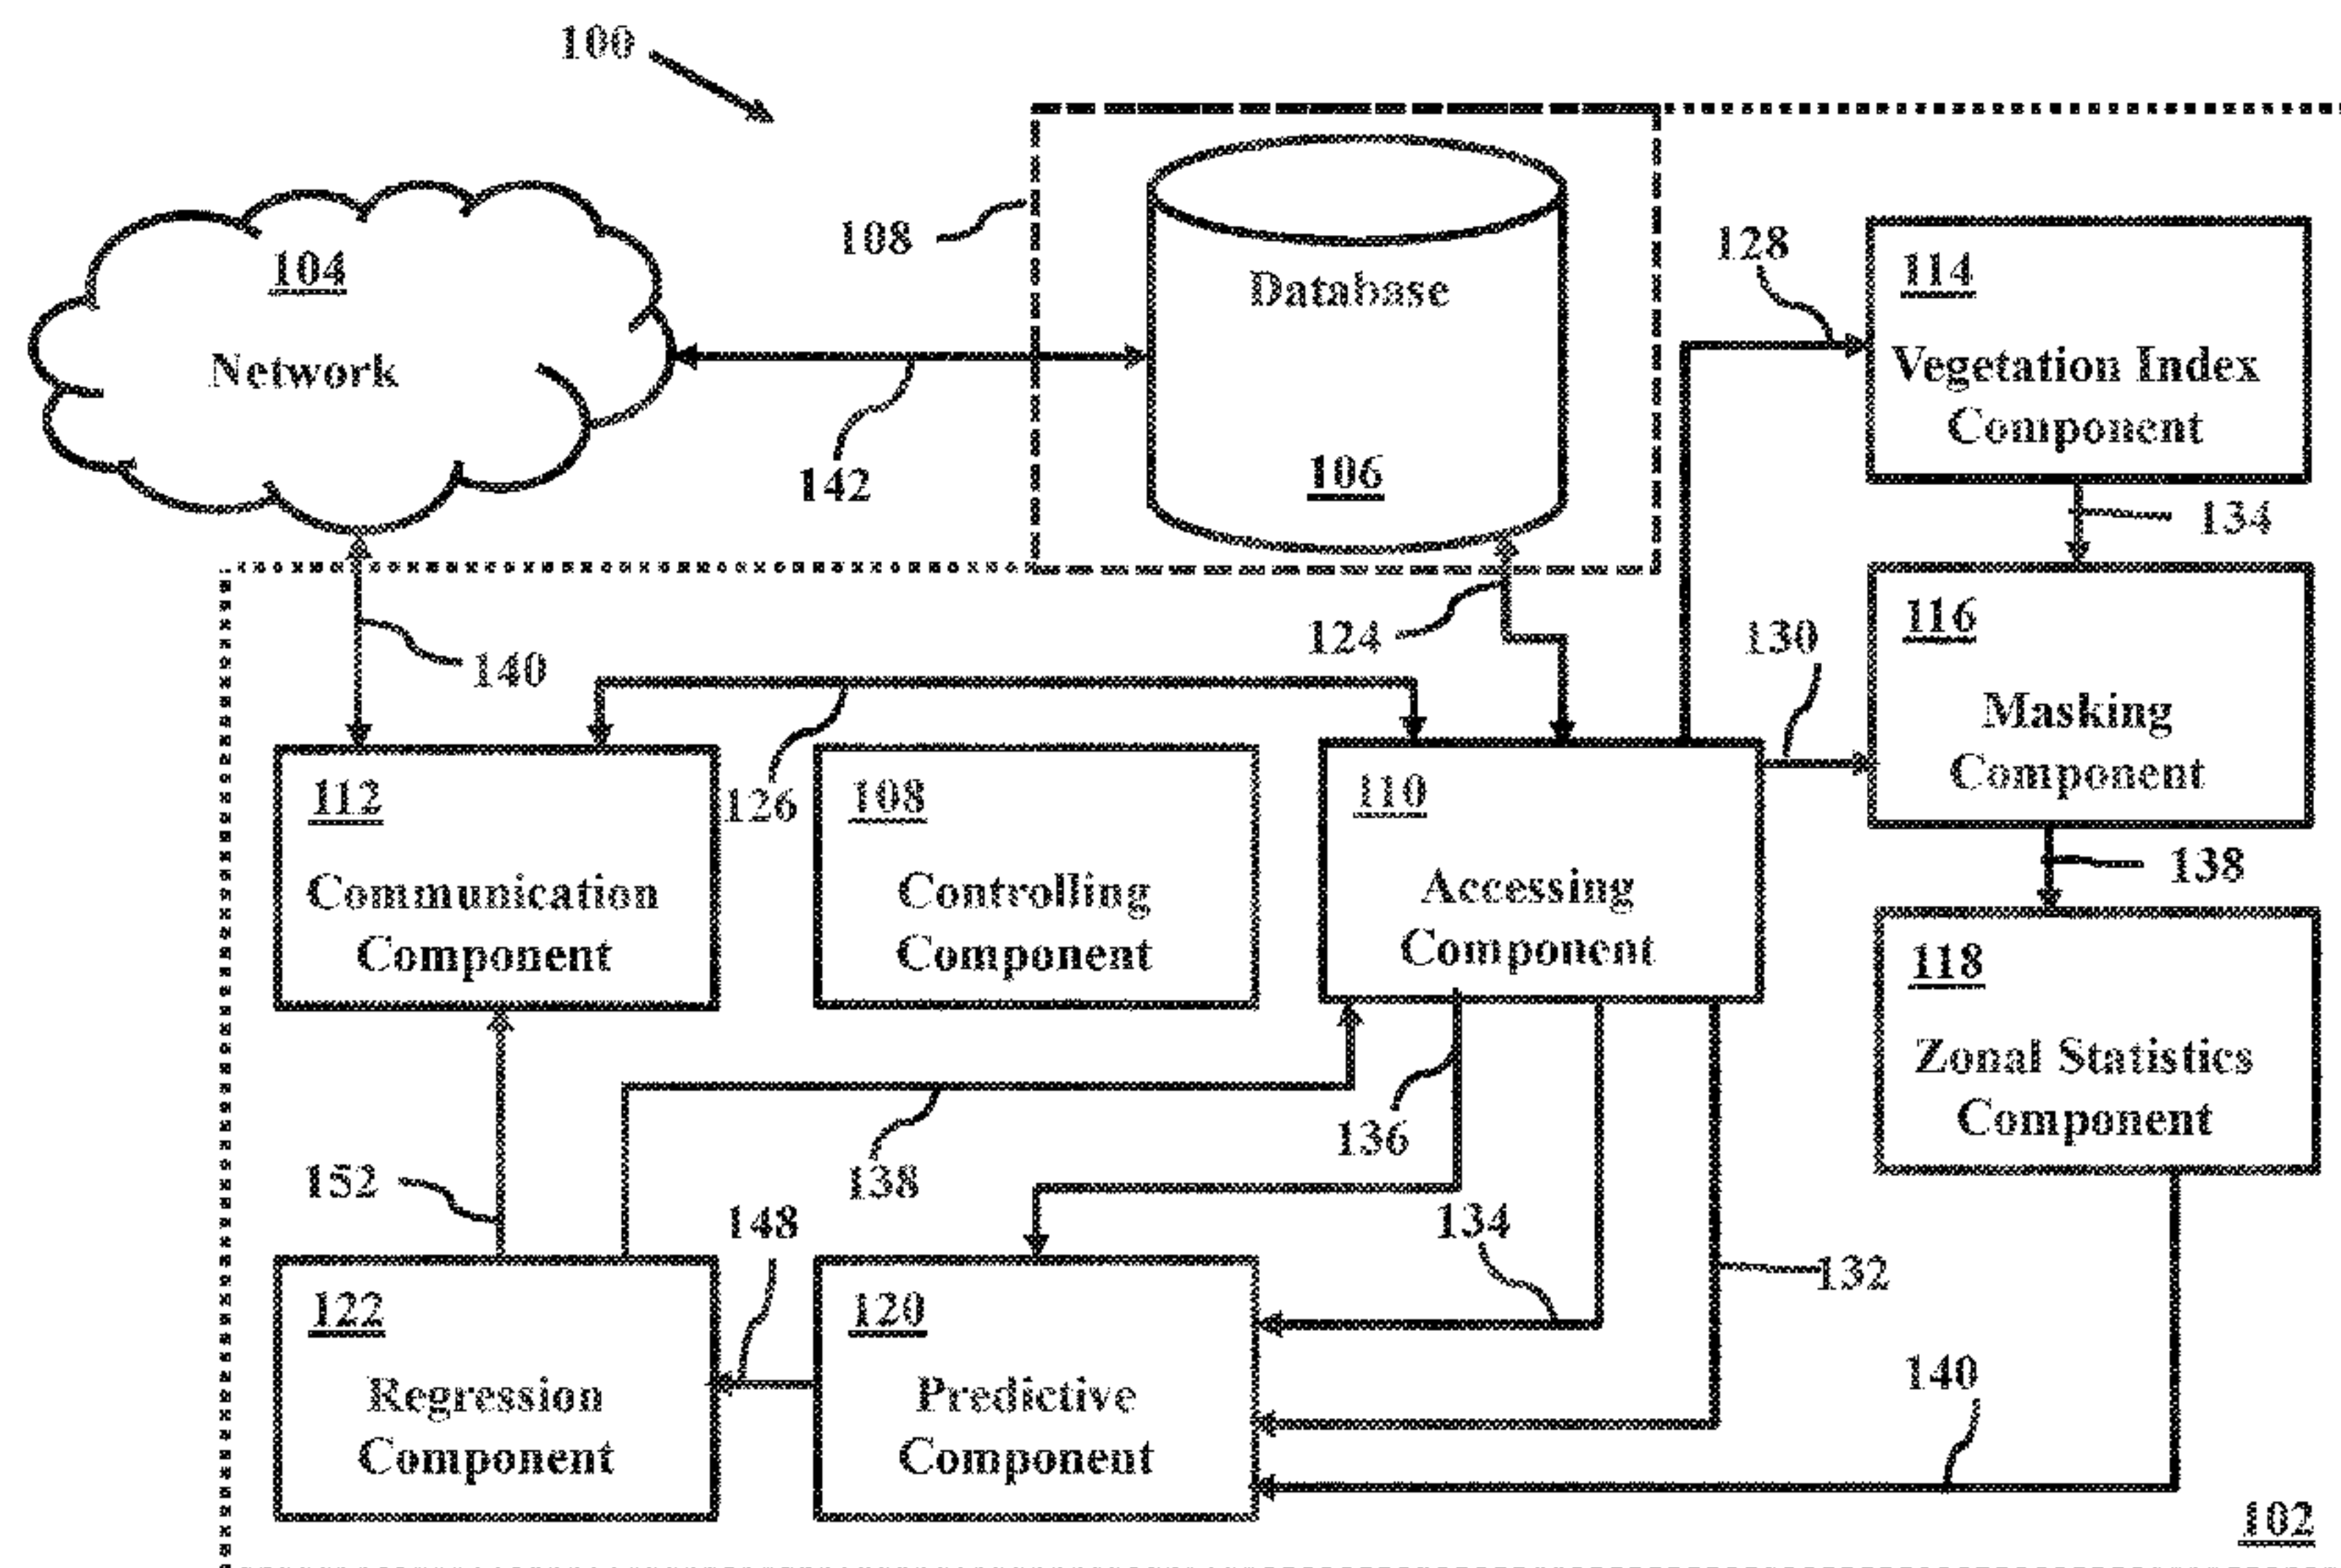 100
108
104
Network
142
Database
106
128
114
Vegetation Index
Component
134
124
140
130
116
Masking
Component
126
138
112
Communication
Component
108
Controlling
Component
110
Accessing
Component
118
Zonal Statistics
Component
136
138
152
148
134
132
122
Regression
Component
120
Predictive
Component
140
102